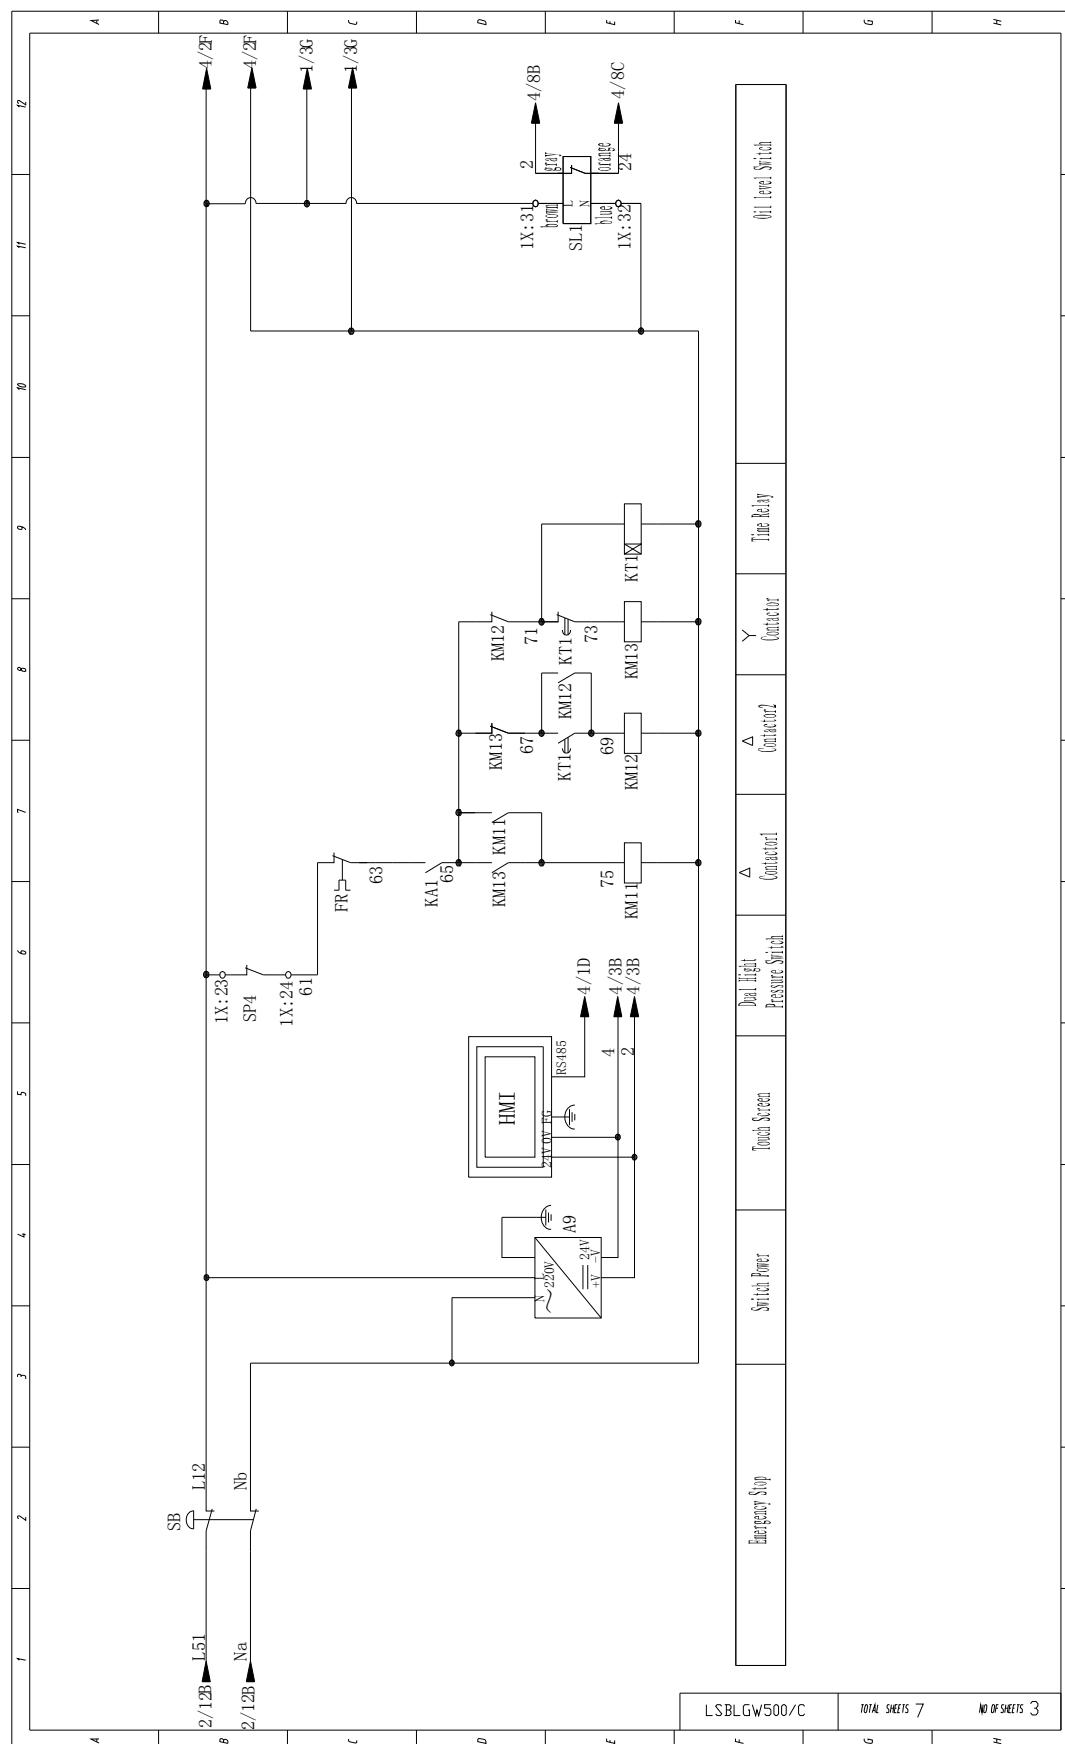 A B C D E F G H
1 2 3 4 5 6 7 8 9 10 11 12
2/12B
L51
2/12B
Na
SB
L12
Nb
4/2F
4/2F
1/3G
1/3G
N
L
220V
24V
+V
-V
A9
HMI
24V 0V FG
RS485
4/1D
4
4/3B
2
4/3B
1X:23
SP4
1X:24
61
FR
63
KA1
65
KM13
KM11
75
KM11
KM13
67
KT1
KM12
69
KM12
KM12
71
KT1
73
KM13
KT1
1X:31
brown
SL1
L
N
blue
1X:32
2
gray
4/8B
orange
24
4/8C
Emergency Stop
Switch Power
Touch Screen
Dual Hight
Pressure Switch
Δ
Contactor1
Δ
Contactor2
Y
Contactor
Time Relay
Oil level Switch
LSBLGW500/C
TOTAL SHEETS 7
NO OF SHEETS 3
A B C D E F G H